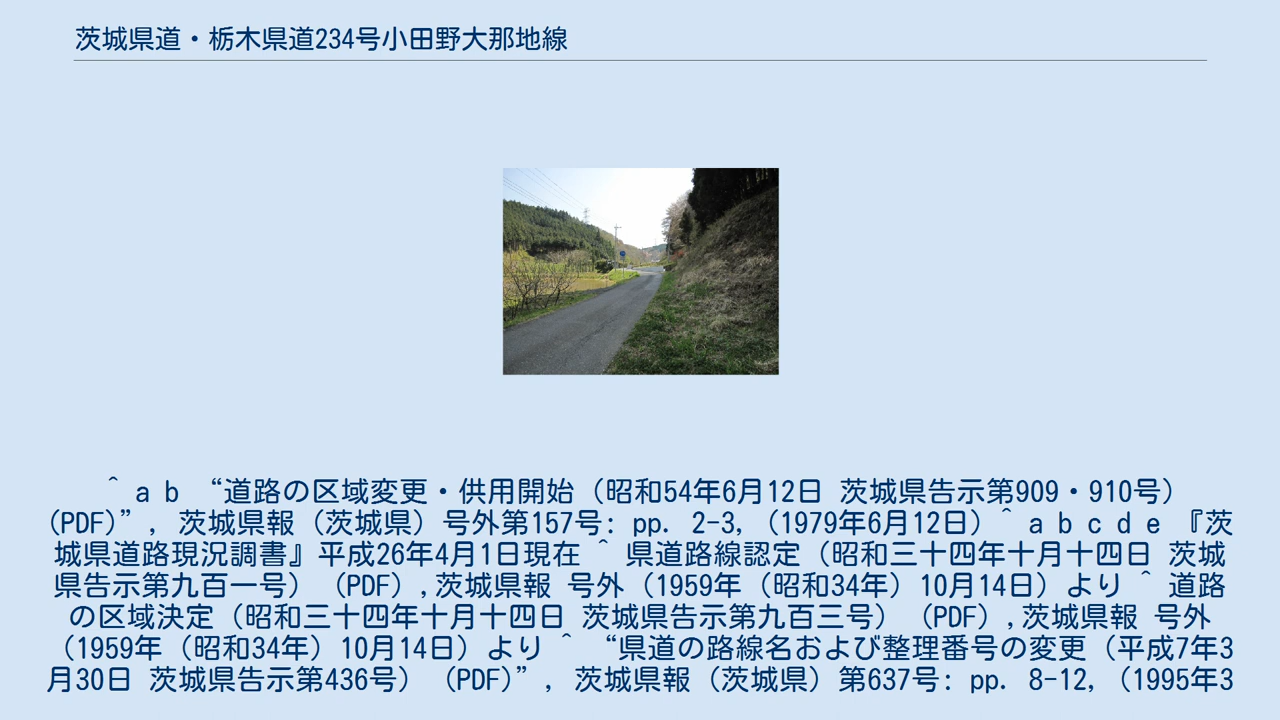 茨城県道・栃木県道234号小田野大那地線
^ a b “道路の区域変更・供用開始（昭和54年6月12日 茨城県告示第909・910号）
(PDF)”, 茨城県報（茨城県）号外第157号: pp. 2-3,（1979年6月12日）^ a b c d e 『茨
城県道路現況調書』平成26年4月1日現在 ^ 県道路線認定（昭和三十四年十月十四日 茨城
県告示第九百一号）（PDF）,茨城県報 号外（1959年（昭和34年）10月14日）より ^ 道路
の区域決定（昭和三十四年十月十四日 茨城県告示第九百三号）（PDF）,茨城県報 号外
（1959年（昭和34年）10月14日）より ^ “県道の路線名および整理番号の変更（平成7年3
月30日 茨城県告示第436号）（PDF)”, 茨城県報（茨城県）第637号: pp. 8-12,（1995年3